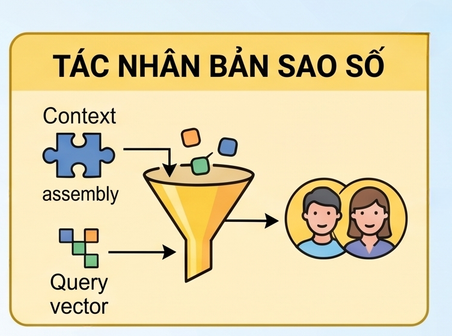 TÁC NHÂN BẢN SAO SỐ
Context
assembly
Query
vector